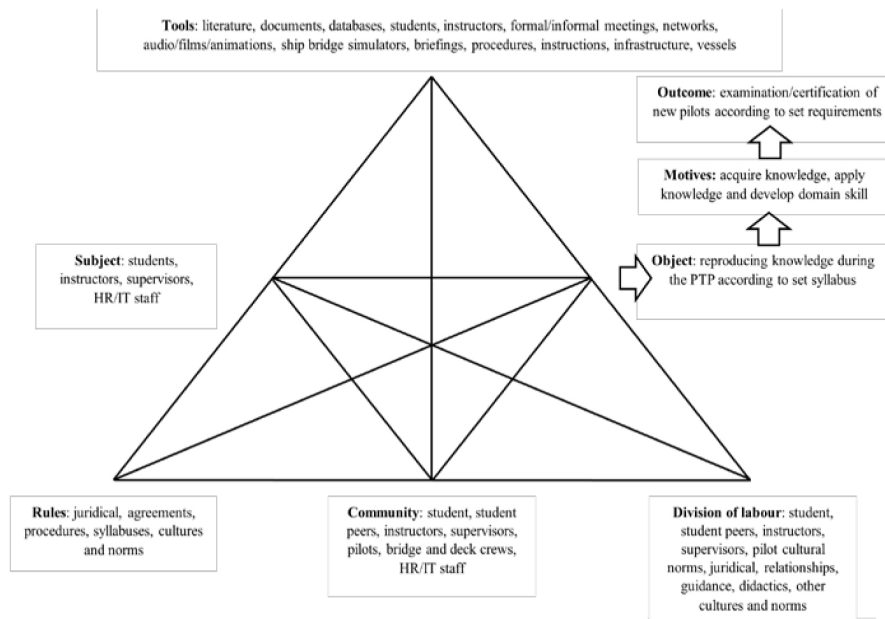 Tools: literature, documents, databases, students, instructors, formal/informal meetings, networks,
audio/films/animations, ship bridge simulators, briefings, procedures, instructions, infrastructure, vessels
Outcome: examination/certification of
new pilots according to set requirements
Motives: acquire knowledge, apply
knowledge and develop domain skill
Subject: students,
instructors, supervisors,
HR/IT staff
Object: reproducing knowledge during
the PTP according to set syllabus
Rules: juridical, agreements,
procedures, syllabuses, cultures
and norms
Community: student, student
peers, instructors, supervisors,
pilots, bridge and deck crews,
HR/IT staff
Division of labour: student,
student peers, instructors,
supervisors, pilot cultural
norms, juridical, relationships,
guidance, didactics, other
cultures and norms